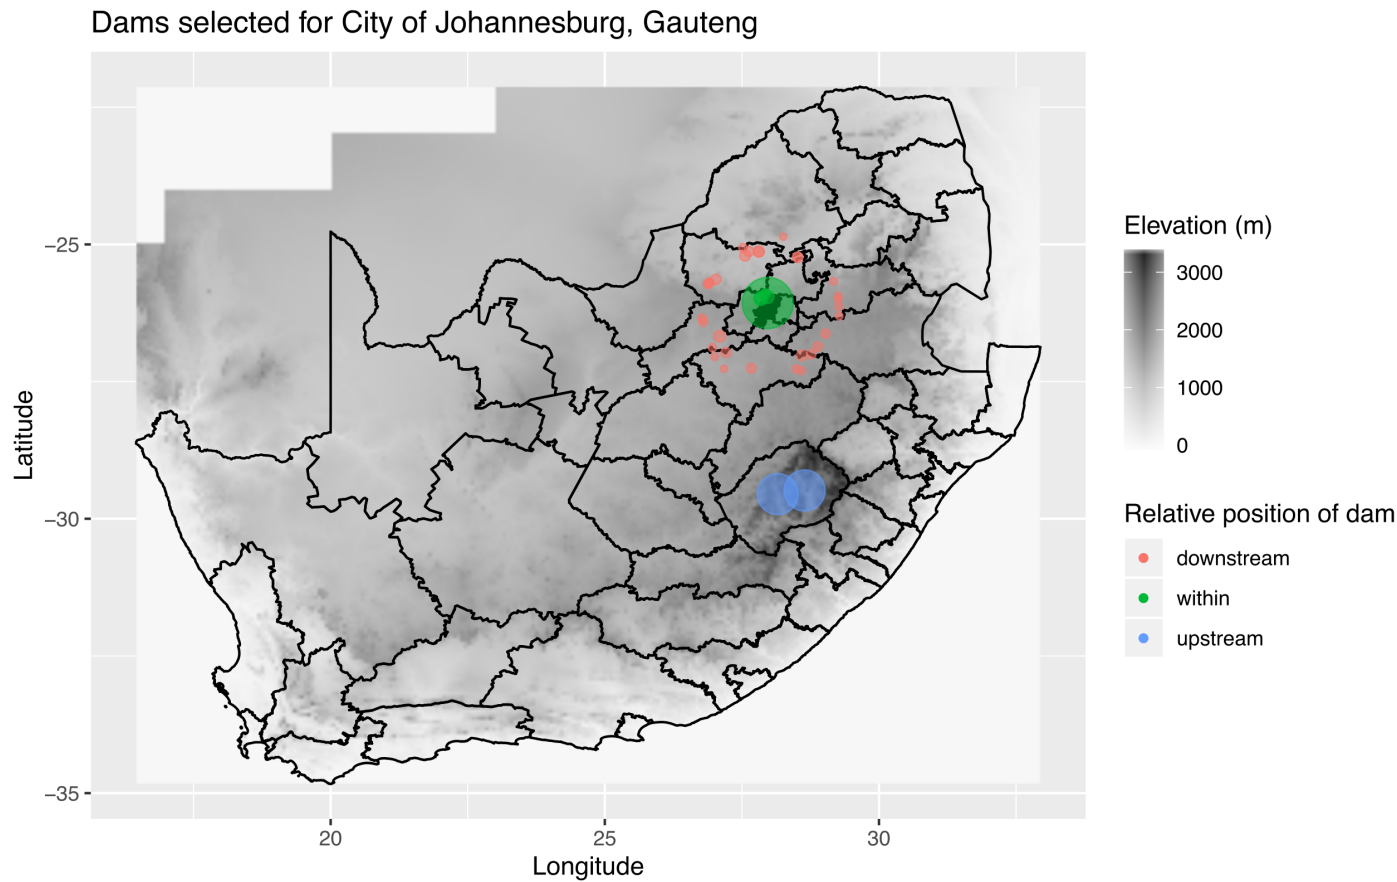 Dams selected for City of Johannesburg, Gauteng
−25
−30
−35
Latitude
20
25
30
Longitude
Elevation (m)
3000
2000
1000
0
Relative position of dam
downstream
within
upstream